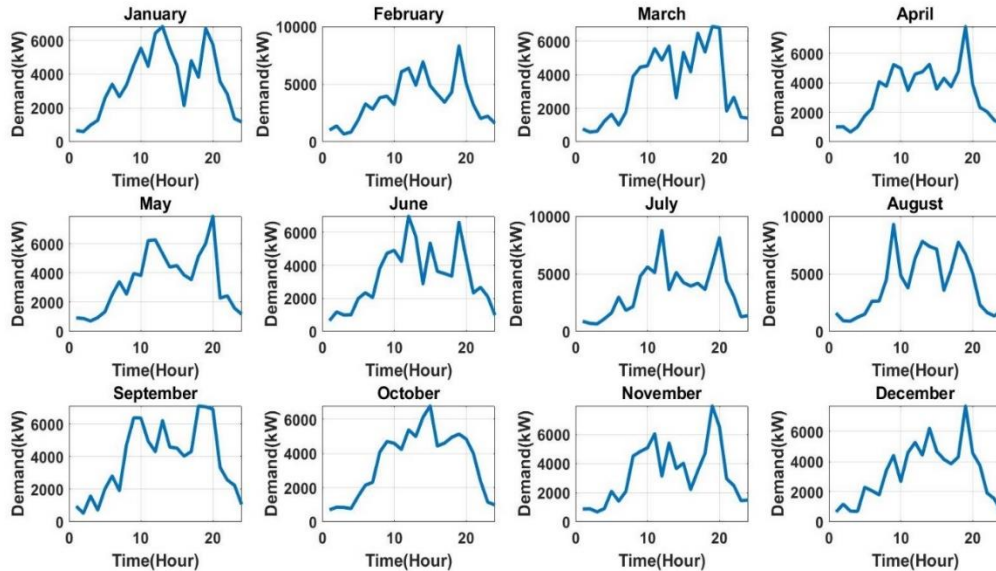 January
Demand(kW)
6000
4000
2000
0
0 10 20
Time(Hour)
February
Demand(kW)
10000
5000
0
0 10 20
Time(Hour)
March
Demand(kW)
6000
4000
2000
0
0 10 20
Time(Hour)
April
Demand(kW)
6000
4000
2000
0
0 10 20
Time(Hour)
May
Demand(kW)
6000
4000
2000
0
0 10 20
Time(Hour)
June
Demand(kW)
6000
4000
2000
0
0 10 20
Time(Hour)
July
Demand(kW)
10000
5000
0
0 10 20
Time(Hour)
August
Demand(kW)
10000
5000
0
0 10 20
Time(Hour)
September
Demand(kW)
6000
4000
2000
0
0 10 20
Time(Hour)
October
Demand(kW)
6000
4000
2000
0
0 10 20
Time(Hour)
November
Demand(kW)
6000
4000
2000
0
0 10 20
Time(Hour)
December
Demand(kW)
6000
4000
2000
0
0 10 20
Time(Hour)